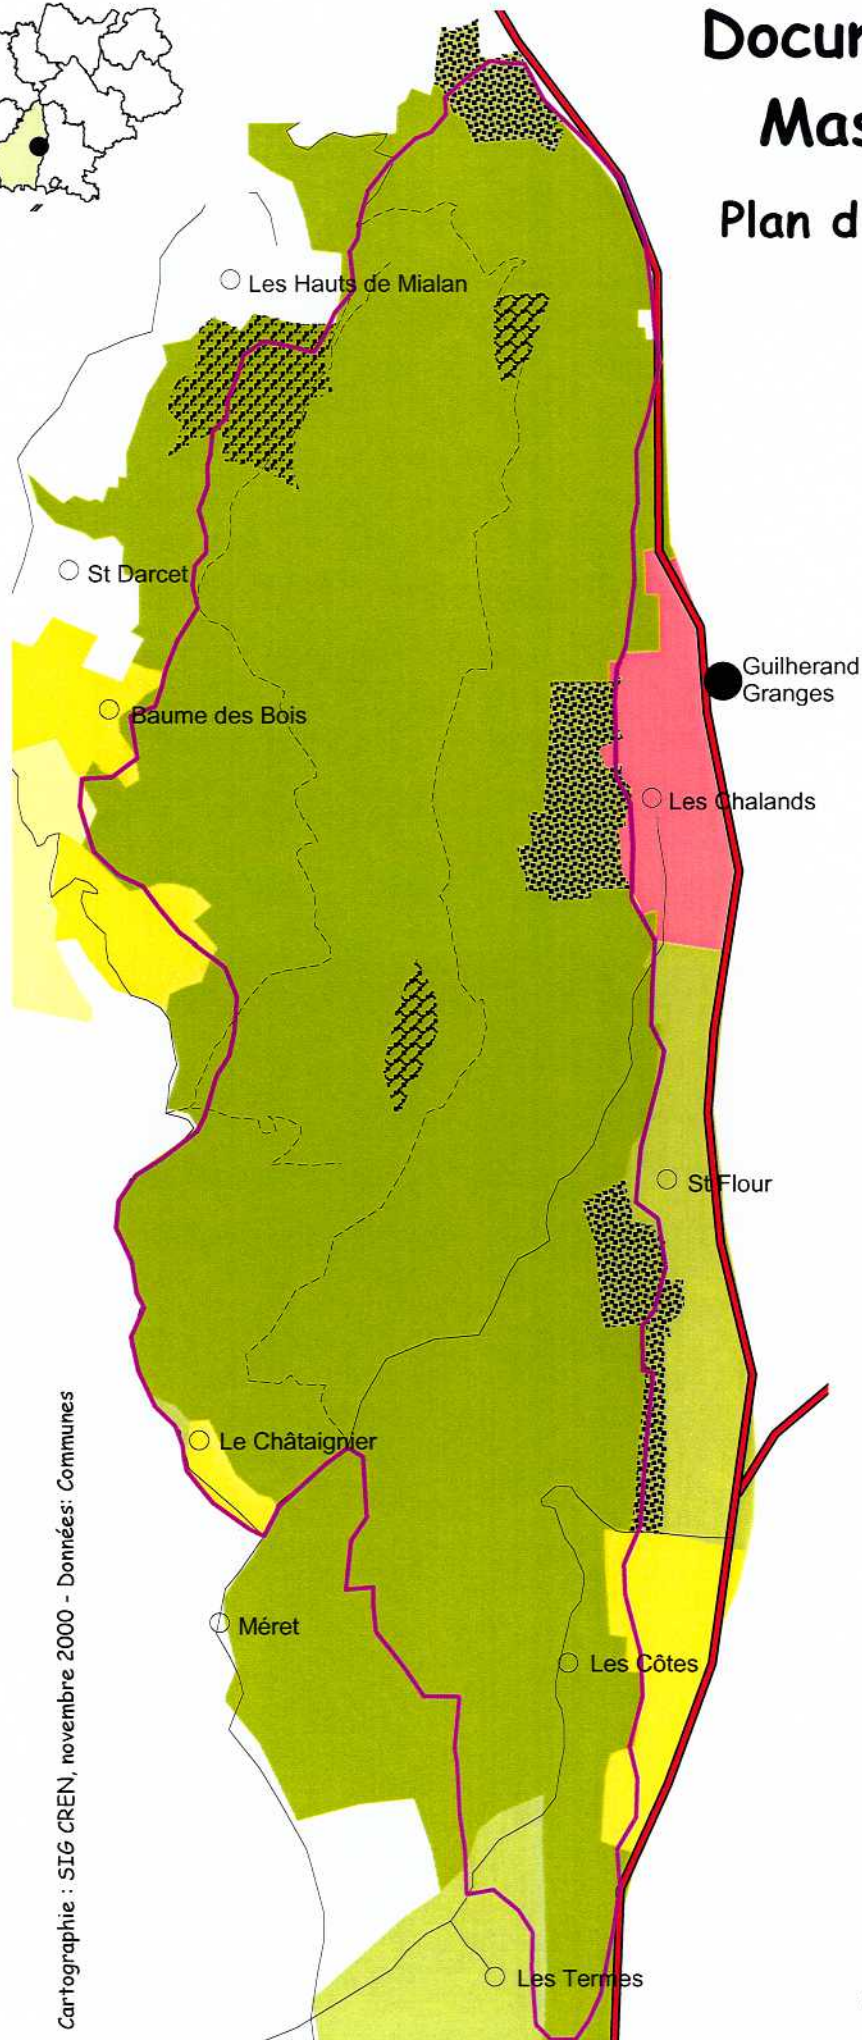 Docu
Mas
Plan d
Les Hauts de Mialan
St Darcet
Guilherand
Granges
Baume des Bois
Les Chalands
St Flour
Le Châtaignier
Méret
Les Côtes
Les Termes
Cartographie : SIG CREN, novembre 2000 - Données: Communes